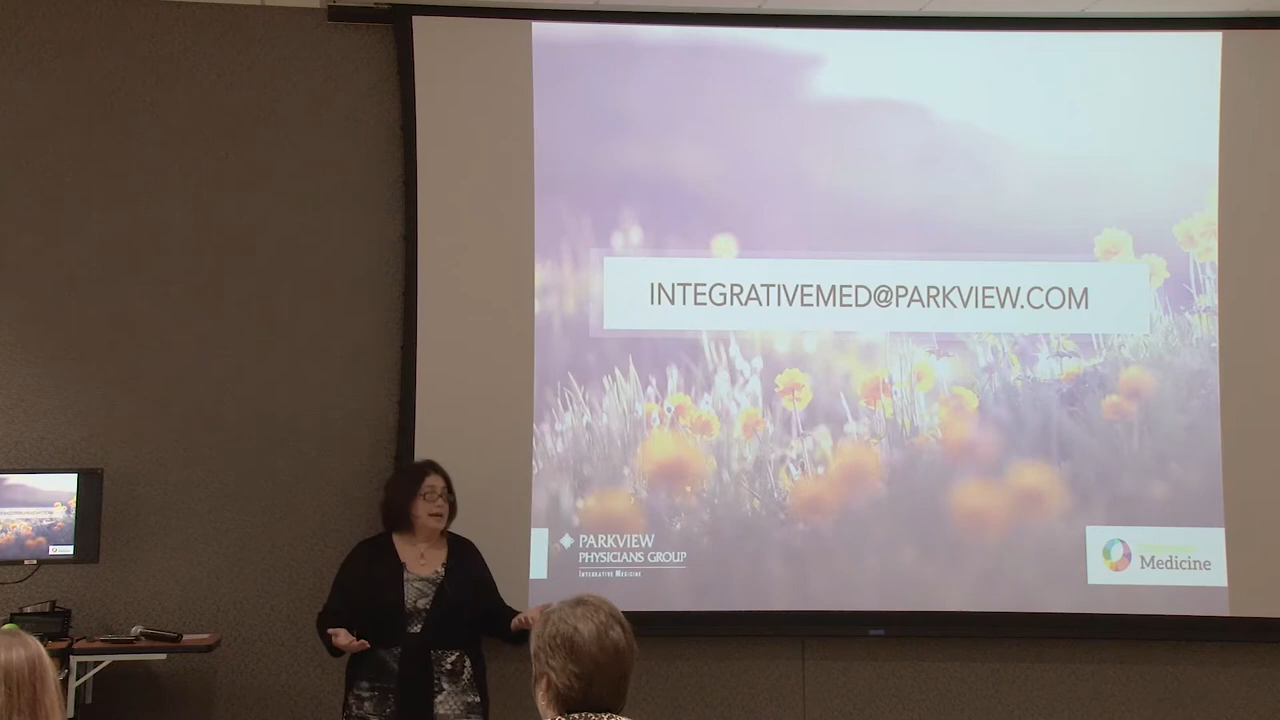 INTEGRATIVEMED@PARKVIEW.COM
PARKVIEW
PHYSICIANS GROUP
INTEGRATIVE MEDICINE
Medicine